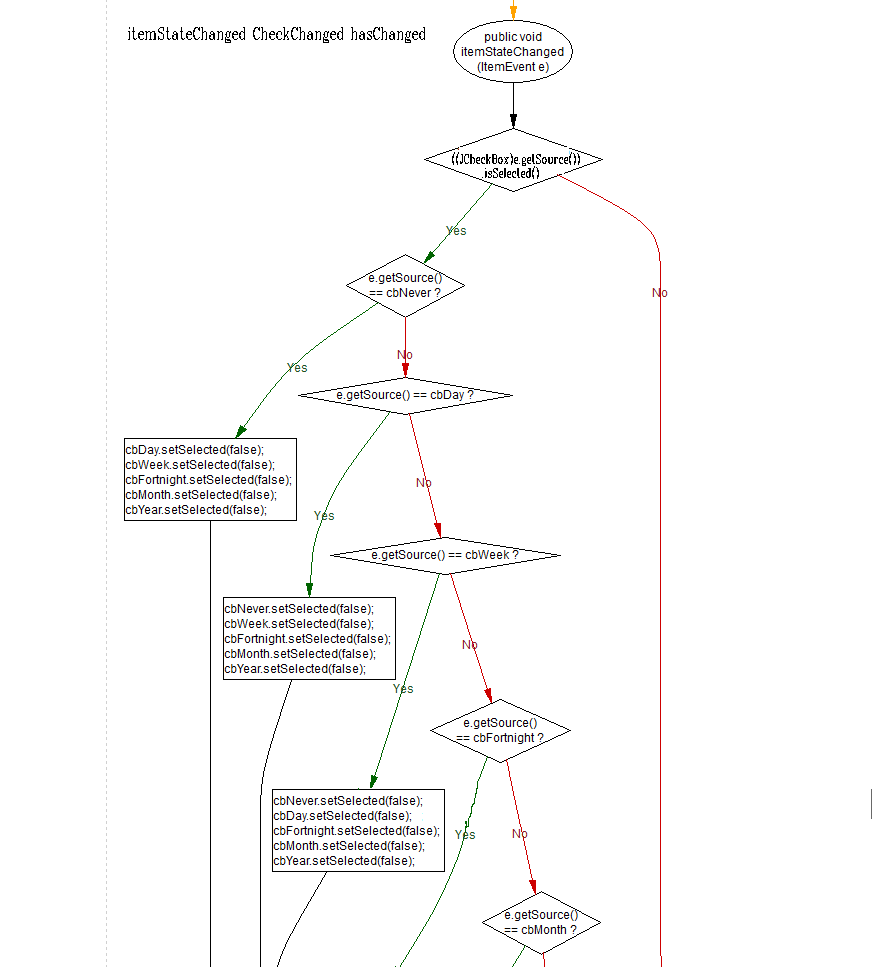 itemStateChanged CheckChanged hasChanged
public void
itemStateChanged
(ItemEvent e)
((JCheckBox)e.getSource())
.isSelected()
Yes
No
e.getSource()
== cbNever ?
Yes
No
e.getSource() == cbDay ?
cbDay.setSelected(false);
cbWeek.setSelected(false);
cbFortnight.setSelected(false);
cbMonth.setSelected(false);
cbYear.setSelected(false);
No
Yes
e.getSource() == cbWeek ?
cbNever.setSelected(false);
cbWeek.setSelected(false);
cbFortnight.setSelected(false);
cbMonth.setSelected(false);
cbYear.setSelected(false);
No
Yes
e.getSource()
== cbFortnight ?
cbNever.setSelected(false);
cbDay.setSelected(false);
cbFortnight.setSelected(false);
cbMonth.setSelected(false);
cbYear.setSelected(false);
Yes
No
e.getSource()
== cbMonth ?